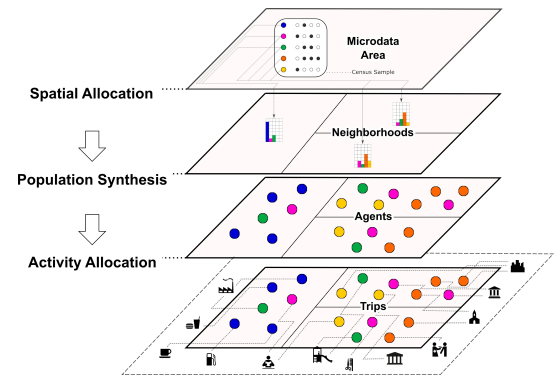 Microdata
Area
Census Sample
Spatial Allocation
Neighborhoods
Population Synthesis
Agents
Activity Allocation
Trips